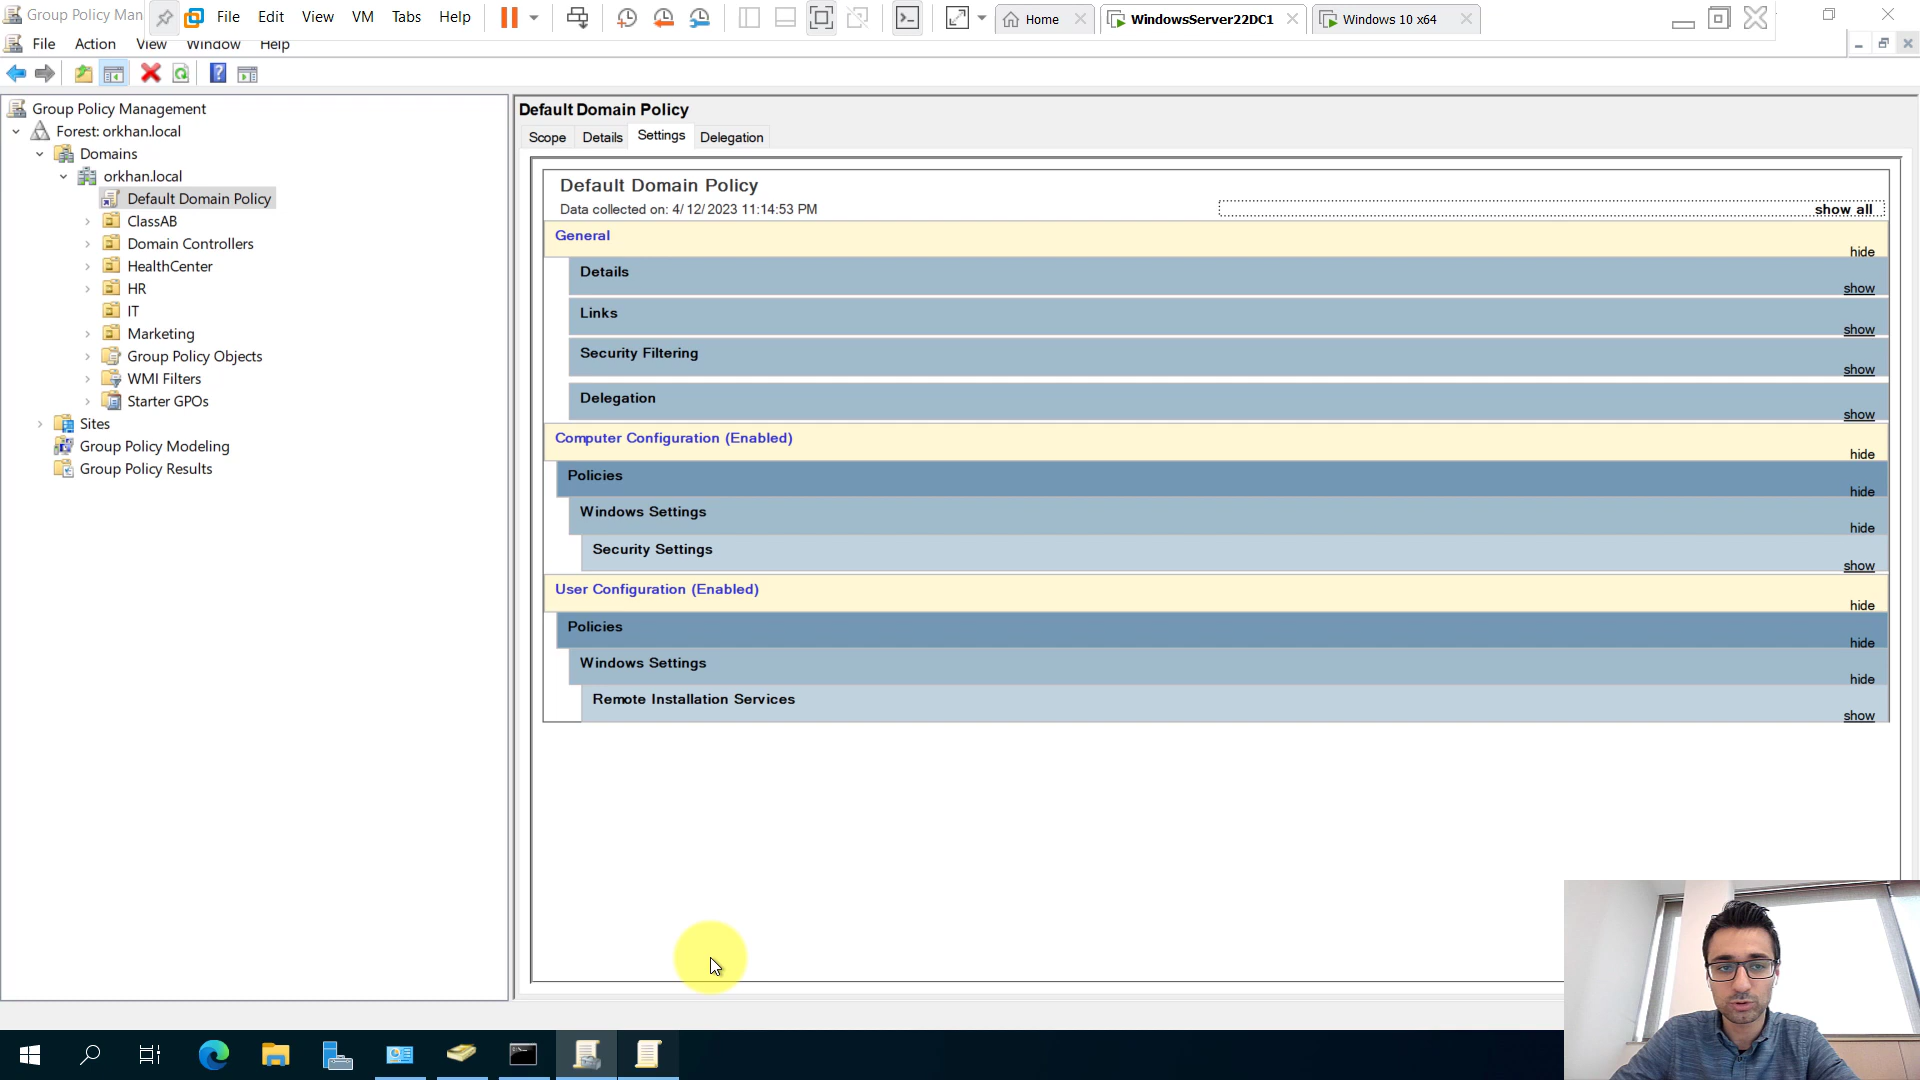 Group Policy Man
File Edit View VM Tabs Help
Home
WindowsServer22DC1
Windows 10 x64
File Action View Window Help
Group Policy Management
Forest: orkhan.local
Domains
orkhan.local
Default Domain Policy
ClassAB
Domain Controllers
HealthCenter
HR
IT
Marketing
Group Policy Objects
WMI Filters
Starter GPOs
Sites
Group Policy Modeling
Group Policy Results
Default Domain Policy
Scope Details Settings Delegation
Default Domain Policy
Data collected on: 4/12/2023 11:14:53 PM
show all
General
hide
Details
show
Links
show
Security Filtering
show
Delegation
show
Computer Configuration (Enabled)
hide
Policies
hide
Windows Settings
hide
Security Settings
show
User Configuration (Enabled)
hide
Policies
hide
Windows Settings
hide
Remote Installation Services
show